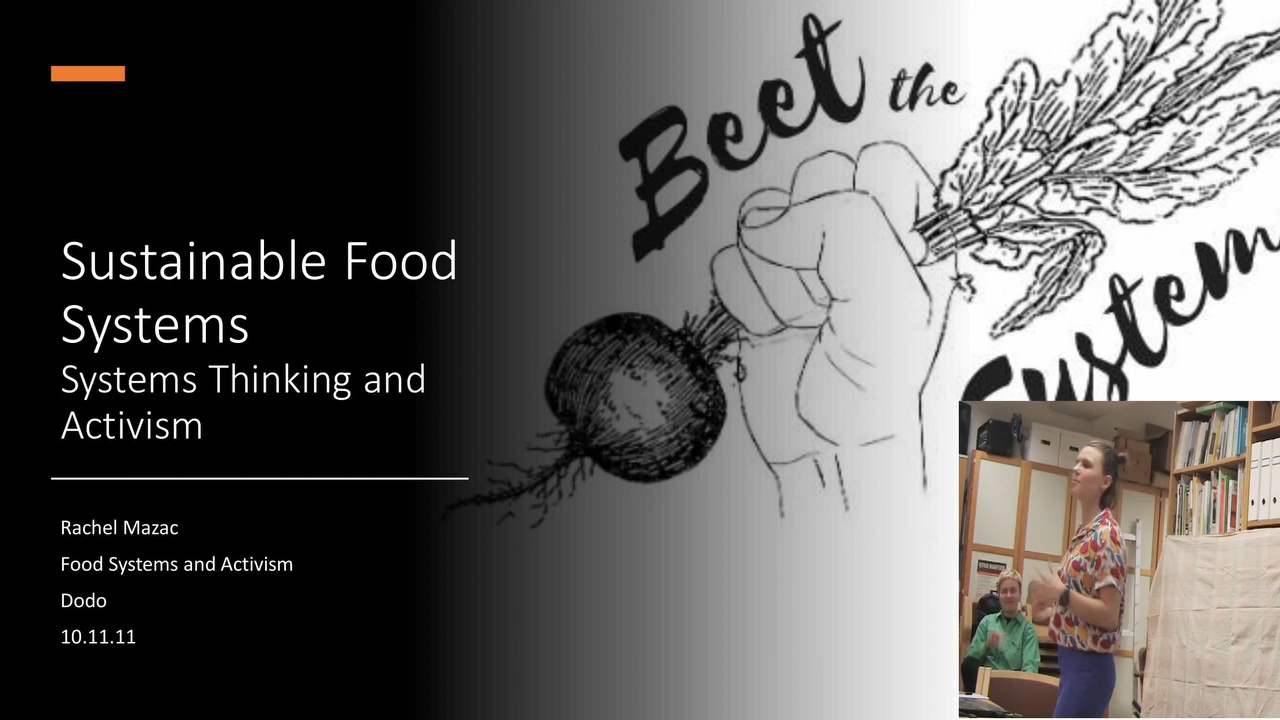 Beet the
System
Sustainable Food
Systems
Systems Thinking and
Activism
Rachel Mazac
Food Systems and Activism
Dodo
10.11.11